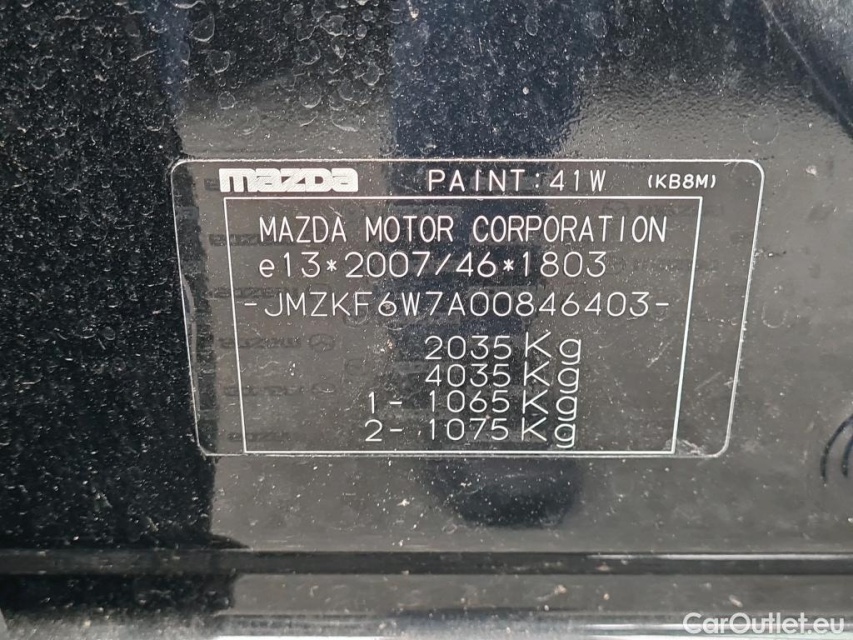 mazda PAINT:41W (KB8M)
MAZDA MOTOR CORPORATION
e13*2007/46*1803
-JMZKF6W7A00846403-
2035Kg
4035Kg
1- 1065Kg
2- 1075Kg
CarOutlet.eu